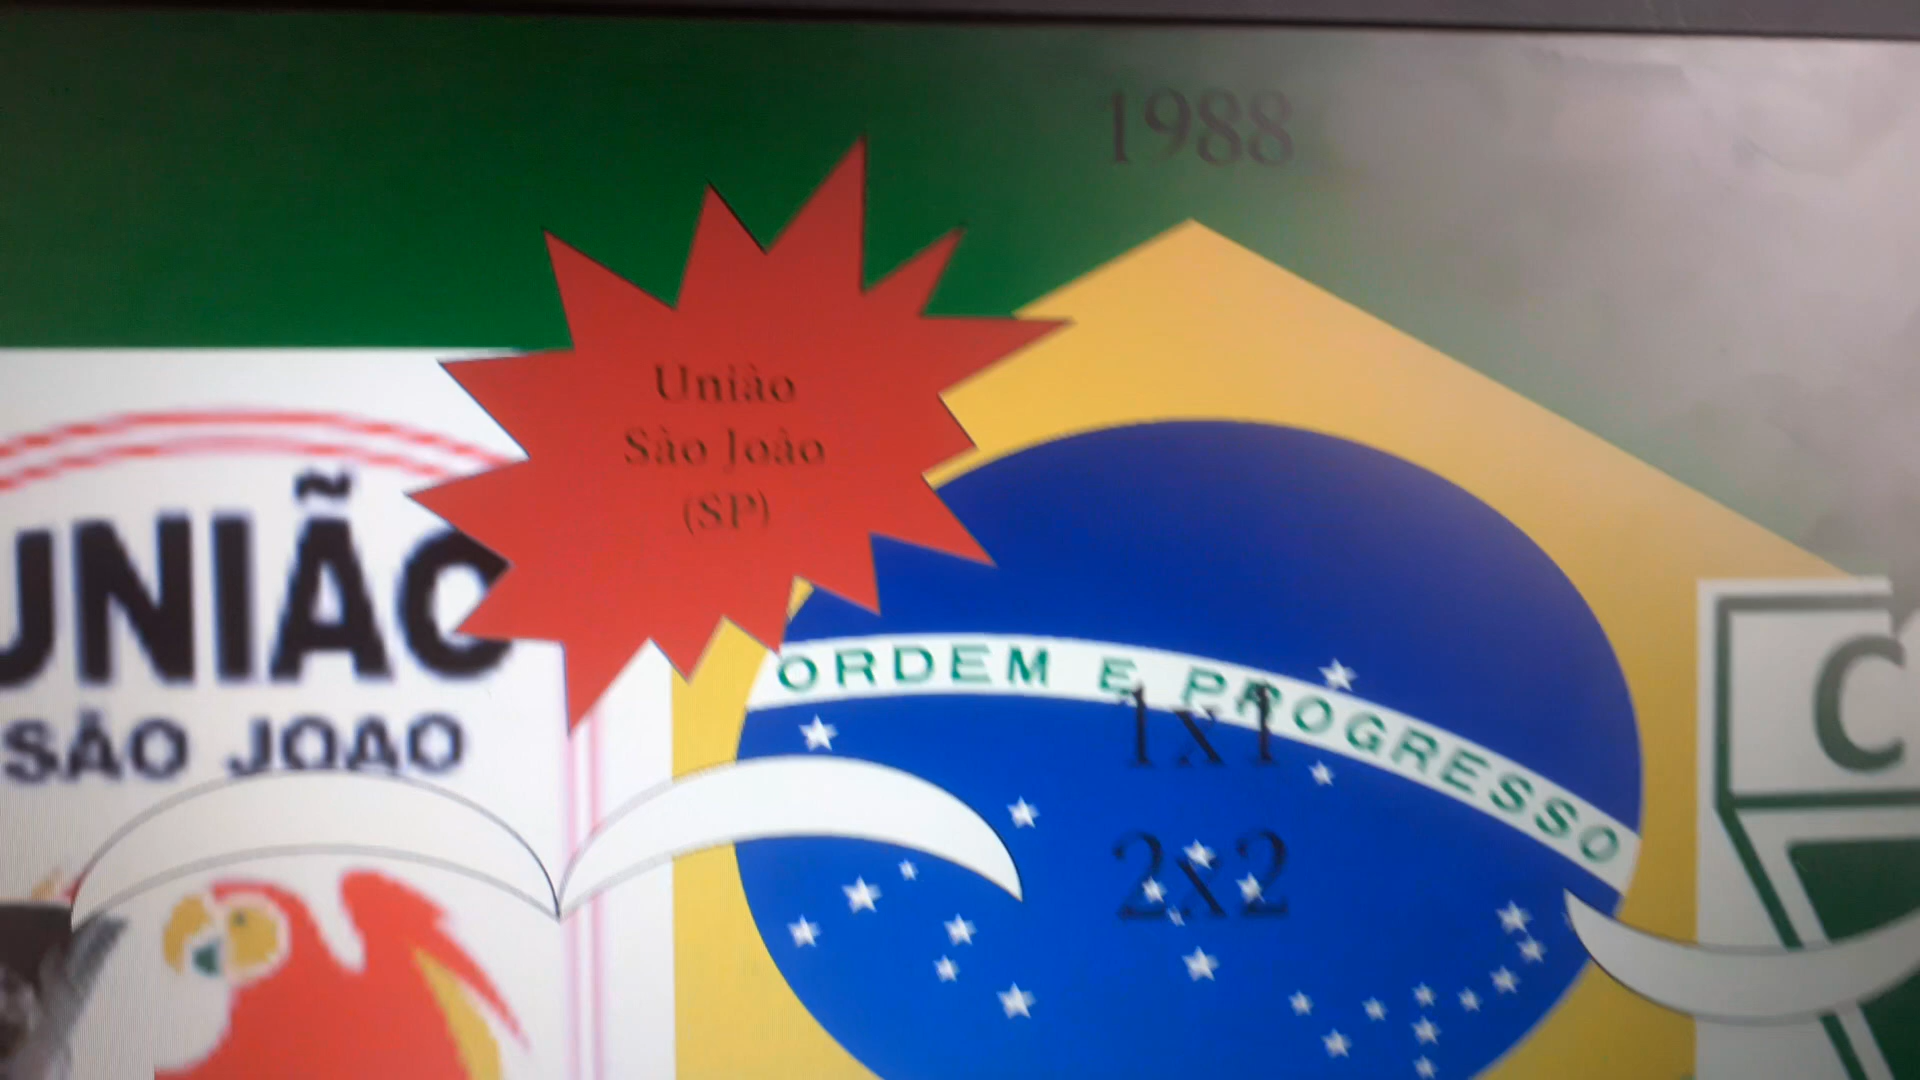 1988
União
São João
(SP)
UNIÃO
SÃO JOAO
ORDEM E PROGRESSO
1x1
2x2
C